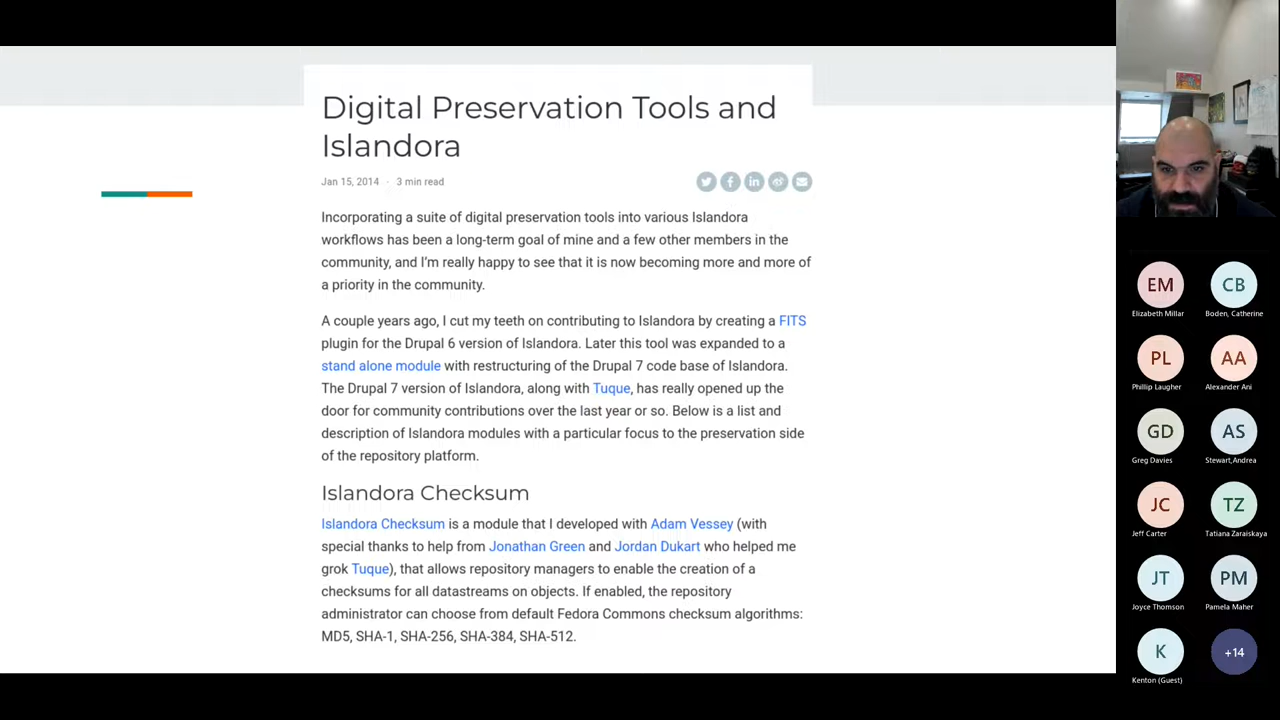 Digital Preservation Tools and
Islandora
Jan 15, 2014 · 3 min read
Incorporating a suite of digital preservation tools into various Islandora
workflows has been a long-term goal of mine and a few other members in the
community, and I'm really happy to see that it is now becoming more and more of
a priority in the community.
A couple years ago, I cut my teeth on contributing to Islandora by creating a FITS
plugin for the Drupal 6 version of Islandora. Later this tool was expanded to a
stand alone module with restructuring of the Drupal 7 code base of Islandora.
The Drupal 7 version of Islandora, along with Tuque, has really opened up the
door for community contributions over the last year or so. Below is a list and
description of Islandora modules with a particular focus to the preservation side
of the repository platform.
Islandora Checksum
Islandora Checksum is a module that I developed with Adam Vessey (with
special thanks to help from Jonathan Green and Jordan Dukart who helped me
grok Tuque), that allows repository managers to enable the creation of a
checksums for all datastreams on objects. If enabled, the repository
administrator can choose from default Fedora Commons checksum algorithms:
MD5, SHA-1, SHA-256, SHA-384, SHA-512.
EM CB
Elizabeth Millar Boden, Catherine
PL AA
Phillip Laugher Alexander Ani
GD AS
Greg Davies Stewart,Andrea
JC TZ
Jeff Carter Tatiana Zaraiskaya
JT PM
Joyce Thomson Pamela Maher
K +14
Kenton (Guest)